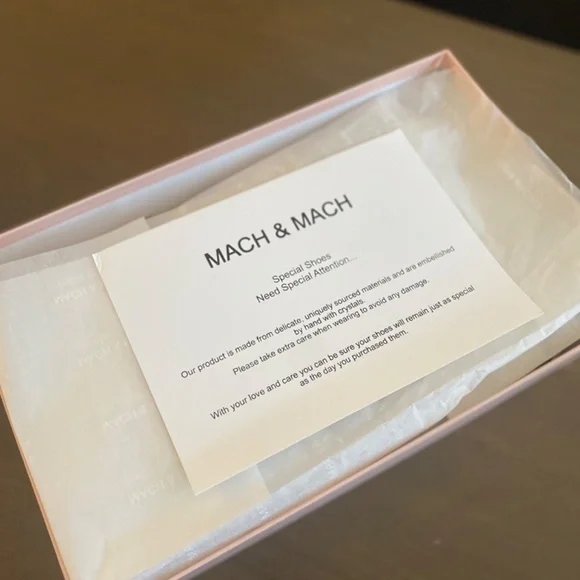 MACH & MACH
Special Shoes
Need Special Attention...
Our product is made from delicate, uniquely sourced materials and are embellished
by hand with crystals.
Please take extra care when wearing to avoid any damage.
With your love and care you can be sure your shoes will remain just as special
as the day you purchased them.